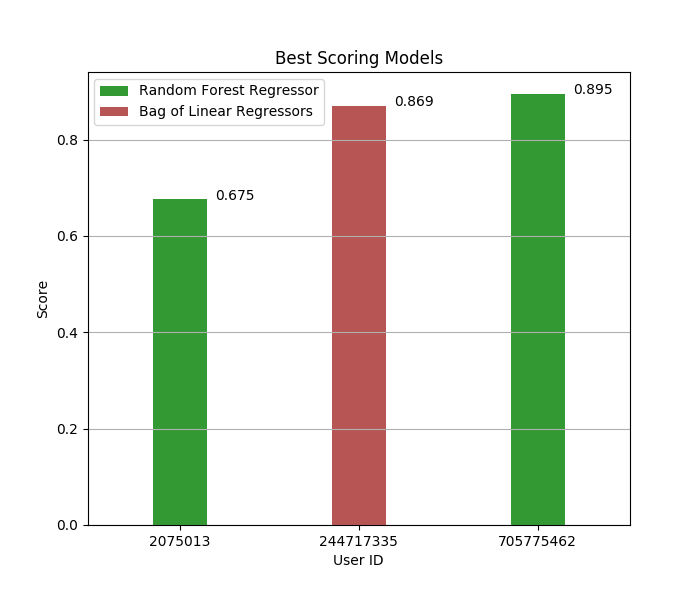 Best Scoring Models
Random Forest Regressor
Bag of Linear Regressors
0.675
0.869
0.895
0.8
0.6
0.4
0.2
0.0
Score
2075013
244717335
705775462
User ID